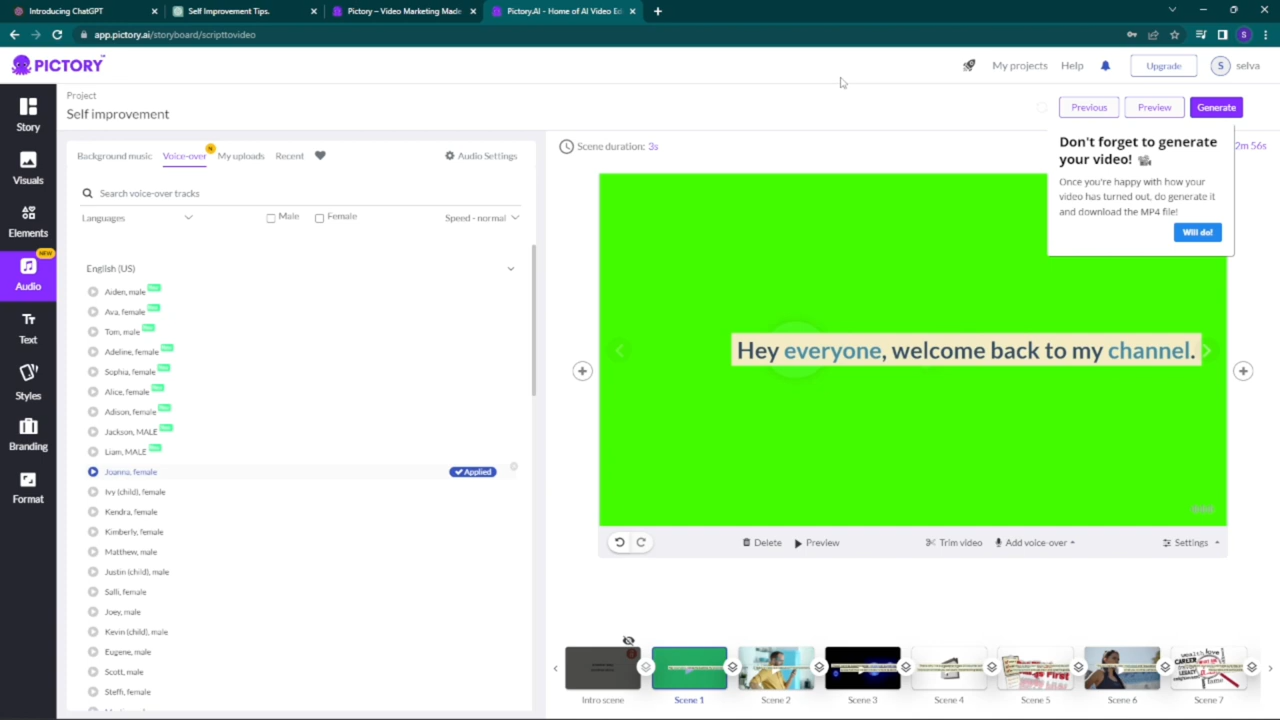 Introducing ChatGPT
Self Improvement Tips.
Pictory – Video Marketing Made
Pictory.AI - Home of AI Video Ed
app.pictory.ai/storyboard/scripttovideo
S
PICTORY
My projects
Help
Upgrade
S
selva
Project
Self improvement
Previous
Preview
Generate
Story
Visuals
Elements
NEW
Audio
Text
Styles
Branding
Format
Background music
Voice-over
N
My uploads
Recent
Audio Settings
Search voice-over tracks
Languages
Male
Female
Speed - normal
English (US)
Aiden, male
Ava, female
Tom, male
Adeline, female
Sophia, female
Alice, female
Adison, female
Jackson, MALE
Liam, MALE
Joanna, female
Applied
Ivy (child), female
Kendra, female
Kimberly, female
Matthew, male
Justin (child), male
Salli, female
Joey, male
Kevin (child), male
Eugene, male
Scott, male
Steffi, female
Scene duration: 3s
2m 56s
Don't forget to generate
your video!
Once you're happy with how your
video has turned out, do generate it
and download the MP4 file!
Will do!
Hey everyone, welcome back to my channel.
Delete
Preview
Trim video
Add voice-over
Settings
Intro scene
Scene 1
Scene 2
Scene 3
Scene 4
Scene 5
Scene 6
CAREER
fame
Scene 7